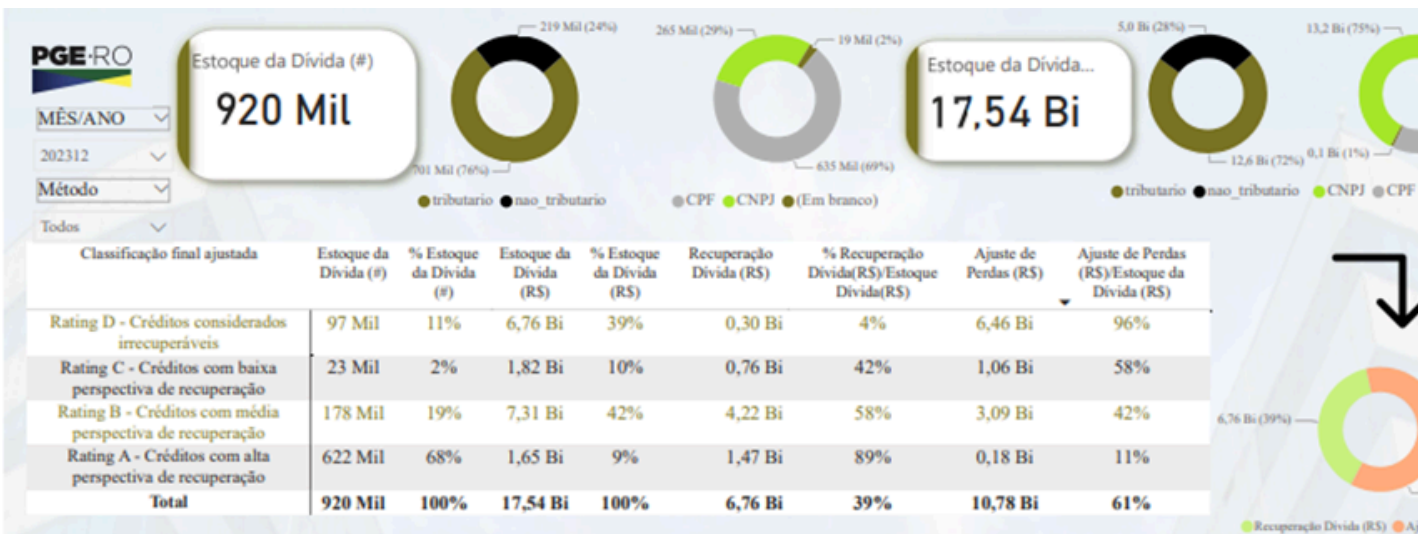 PGE·RO
MÊS/ANO
202312
Método
Todos
Estoque da Dívida (#)
920 Mil
219 Mil (24%)
701 Mil (76%)
tributario nao_tributario
265 Mil (29%)
19 Mil (2%)
635 Mil (69%)
CPF CNPJ (Em branco)
Estoque da Dívida...
17,54 Bi
5,0 Bi (28%)
12,6 Bi (72%)
tributario nao_tributario
13,2 Bi (75%)
0,1 Bi (1%)
CNPJ CPF
Classificação final ajustada
Estoque da
Dívida (#)
% Estoque
da Dívida
(#)
Estoque da
Dívida
(R$)
% Estoque
da Dívida
(R$)
Recuperação
Dívida (R$)
% Recuperação
Dívida(R$)/Estoque
Dívida(R$)
Ajuste de
Perdas (R$)
Ajuste de Perdas
(R$)/Estoque da
Dívida (R$)
Rating D - Créditos considerados
irrecuperáveis
97 Mil 11% 6,76 Bi 39% 0,30 Bi 4% 6,46 Bi 96%
Rating C - Créditos com baixa
perspectiva de recuperação
23 Mil 2% 1,82 Bi 10% 0,76 Bi 42% 1,06 Bi 58%
Rating B - Créditos com média
perspectiva de recuperação
178 Mil 19% 7,31 Bi 42% 4,22 Bi 58% 3,09 Bi 42%
Rating A - Créditos com alta
perspectiva de recuperação
622 Mil 68% 1,65 Bi 9% 1,47 Bi 89% 0,18 Bi 11%
Total 920 Mil 100% 17,54 Bi 100% 6,76 Bi 39% 10,78 Bi 61%
6,76 Bi (39%)
Recuperação Dívida (R$)